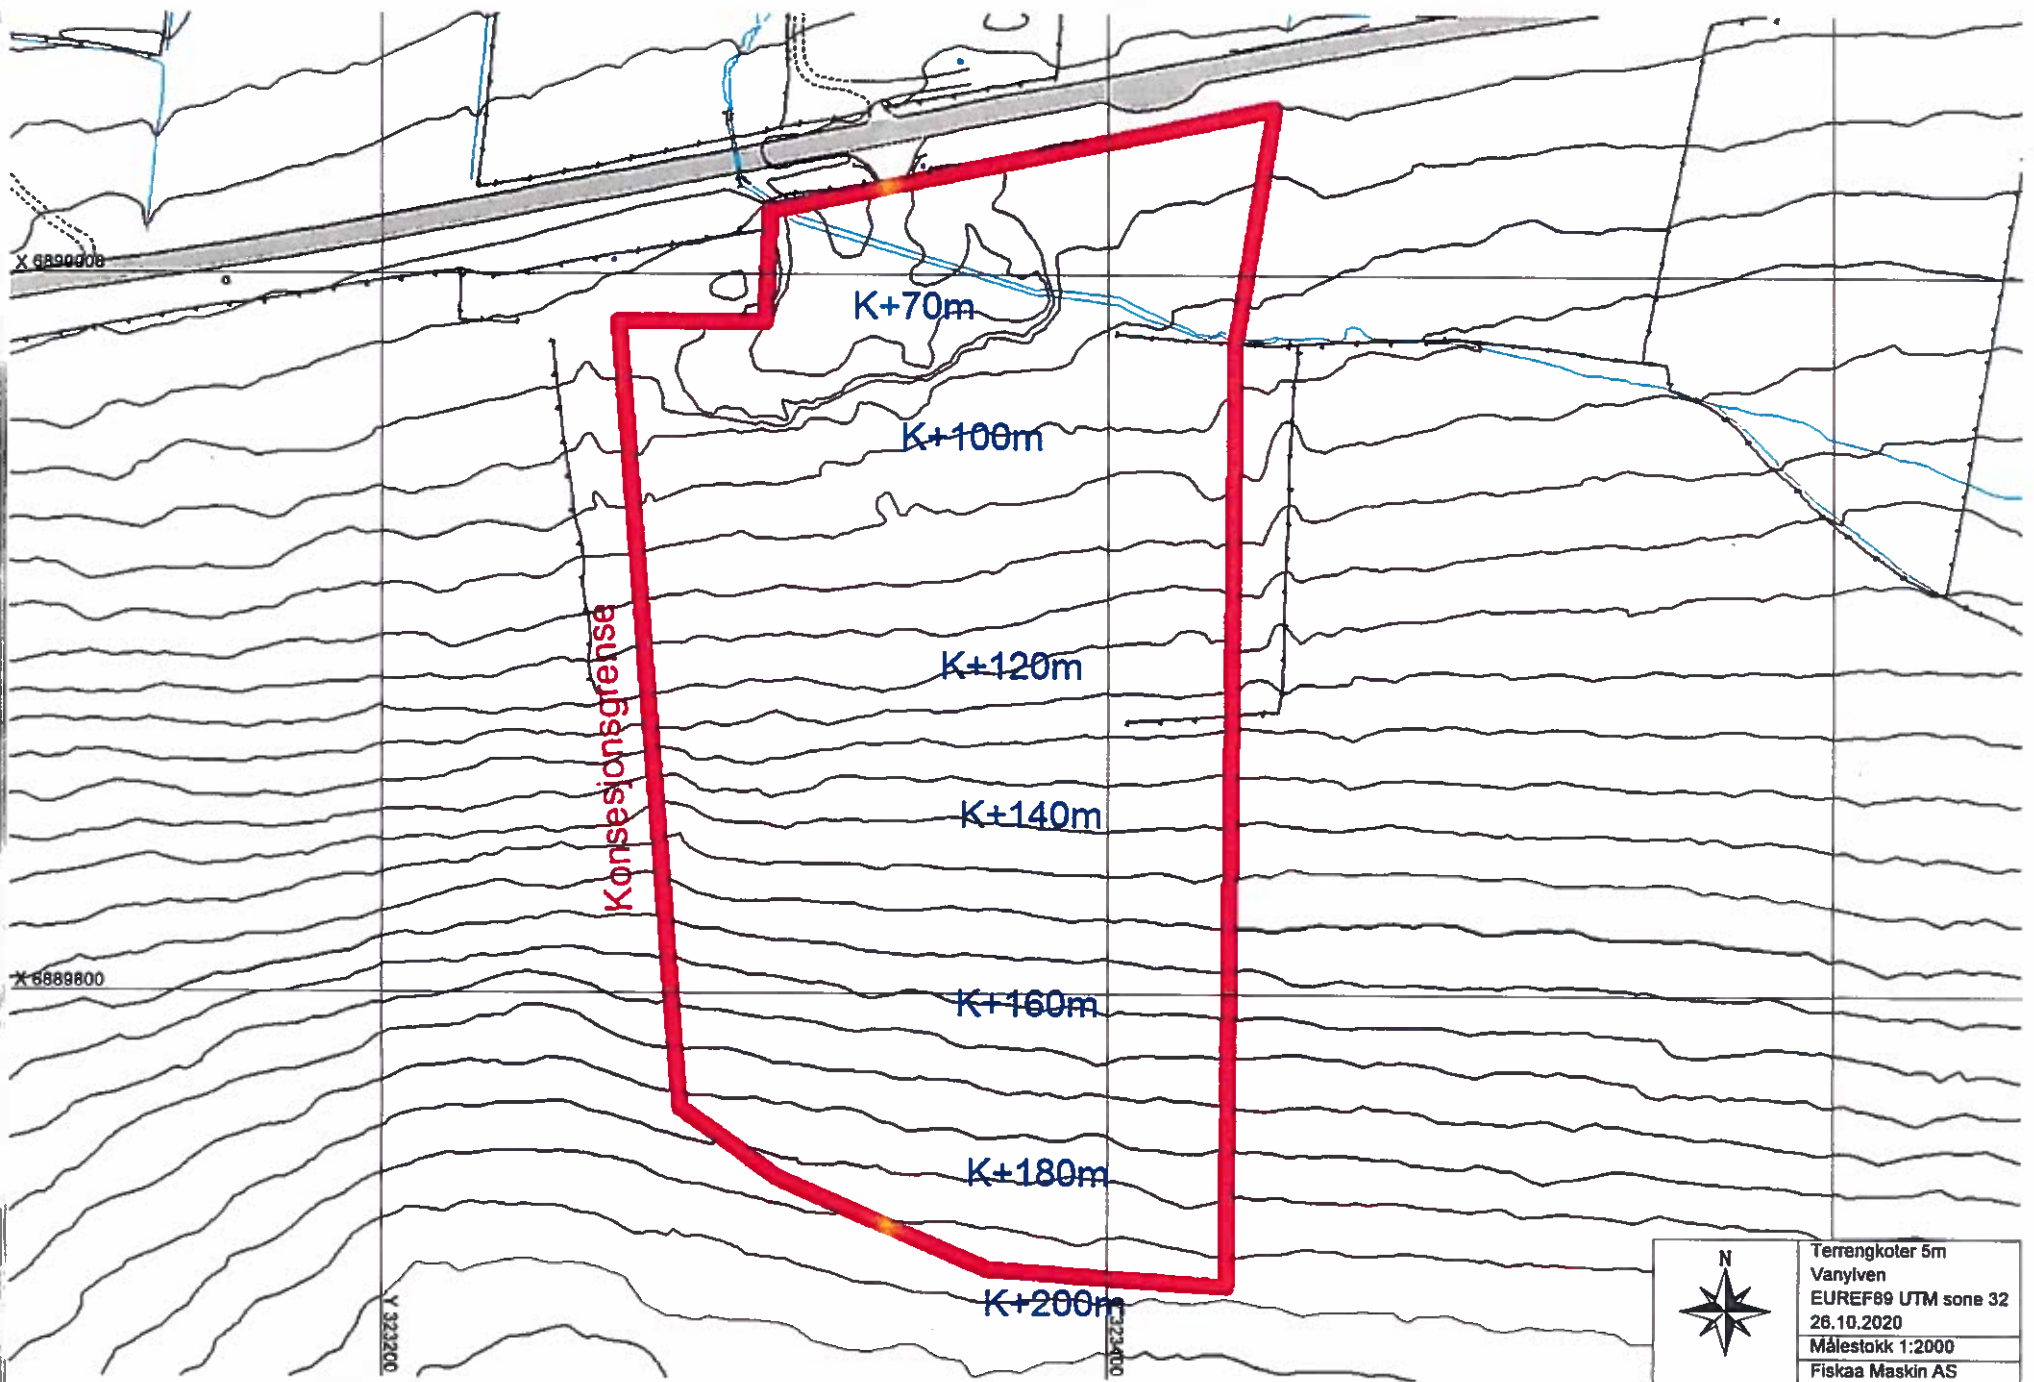 X 6890000
K+70m
K+100m
Konsesjonsgrense
K+120m
K+140m
X 6889800
K+160m
K+180m
K+200m
Y 323200
323400
N
Terrengkoter 5m
Vanylven
EUREF89 UTM sone 32
26.10.2020
Målestokk 1:2000
Fiskaa Maskin AS